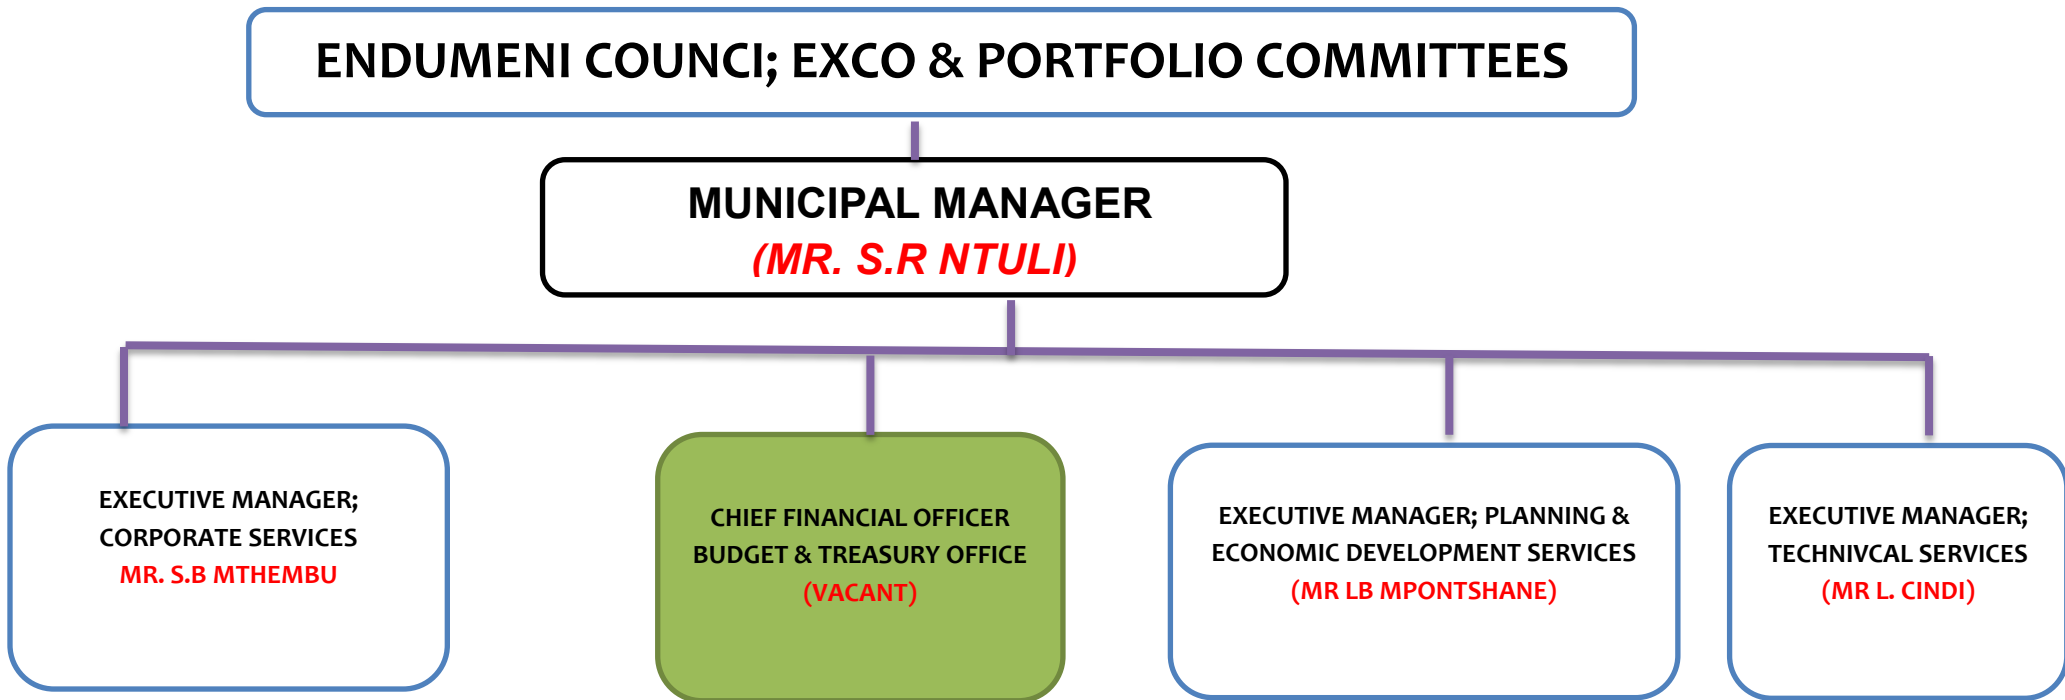 ENDUMENI COUNCI; EXCO & PORTFOLIO COMMITTEES
MUNICIPAL MANAGER
(MR. S.R NTULI)
EXECUTIVE MANAGER;
CORPORATE SERVICES
MR. S.B MTHEMBU
CHIEF FINANCIAL OFFICER
BUDGET & TREASURY OFFICE
(VACANT)
EXECUTIVE MANAGER; PLANNING &
ECONOMIC DEVELOPMENT SERVICES
(MR LB MPONTSHANE)
EXECUTIVE MANAGER;
TECHNIVCAL SERVICES
(MR L. CINDI)